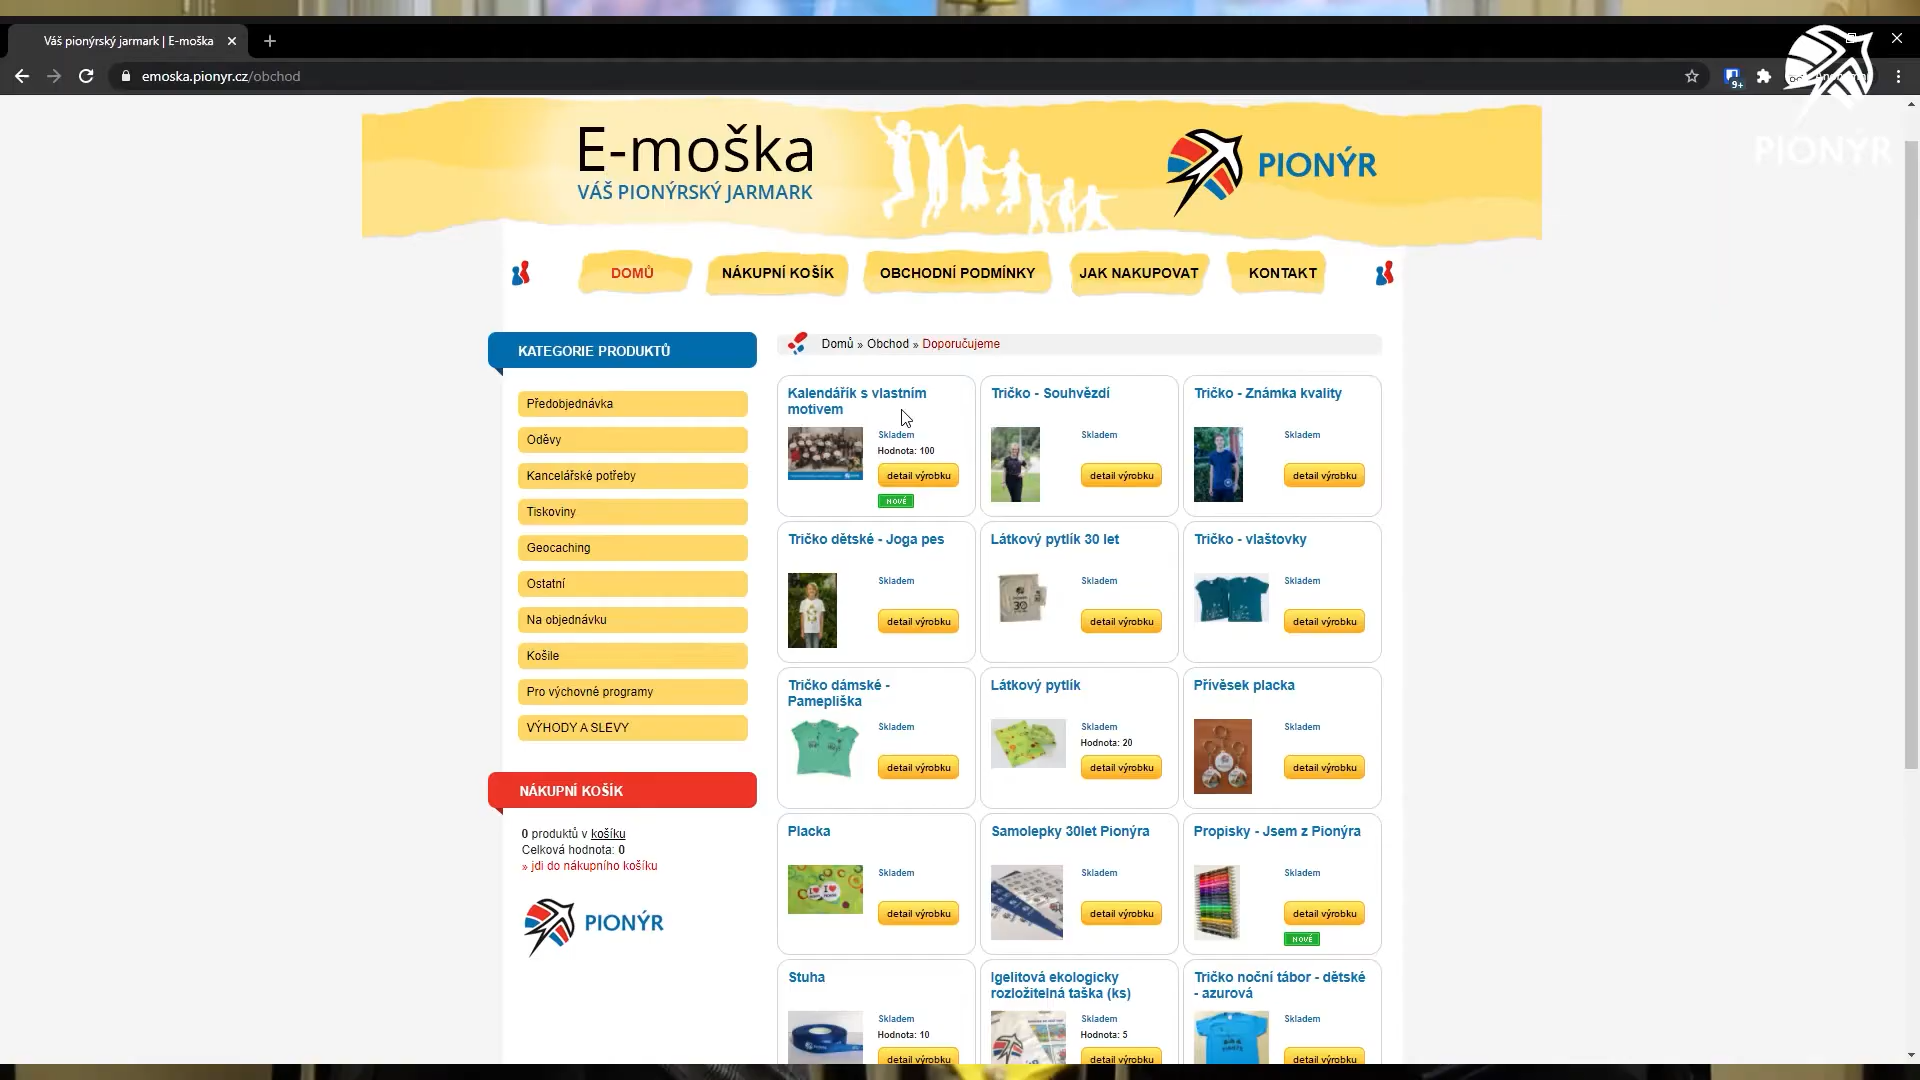 Váš pionýrský jarmark | E-moška
emoska.pionyr.cz/obchod
9+
PIONÝR
E-moška
VÁŠ PIONÝRSKÝ JARMARK
PIONÝR
DOMŮ
NÁKUPNÍ KOŠÍK
OBCHODNÍ PODMÍNKY
JAK NAKUPOVAT
KONTAKT
KATEGORIE PRODUKTŮ
Předobjednávka
Oděvy
Kancelářské potřeby
Tiskoviny
Geocaching
Ostatní
Na objednávku
Košile
Pro výchovné programy
VÝHODY A SLEVY
NÁKUPNÍ KOŠÍK
0 produktů v košíku
Celková hodnota: 0
» jdi do nákupního košíku
PIONÝR
Domů » Obchod » Doporučujeme
Kalendářík s vlastním
motivem
Skladem
Hodnota: 100
detail výrobku
NOVÉ
Tričko - Souhvězdí
Skladem
detail výrobku
Tričko - Známka kvality
Skladem
detail výrobku
Tričko dětské - Joga pes
Skladem
detail výrobku
Látkový pytlík 30 let
Skladem
detail výrobku
Tričko - vlaštovky
Skladem
detail výrobku
Tričko dámské -
Pamepliška
Skladem
detail výrobku
Látkový pytlík
Skladem
Hodnota: 20
detail výrobku
Přívěsek placka
Skladem
detail výrobku
Placka
Skladem
detail výrobku
Samolepky 30let Pionýra
Skladem
detail výrobku
Propisky - Jsem z Pionýra
Skladem
detail výrobku
NOVÉ
Stuha
Skladem
Hodnota: 10
detail výrobku
Igelitová ekologicky
rozložitelná taška (ks)
Skladem
Hodnota: 5
detail výrobku
Tričko noční tábor - dětské
- azurová
Skladem
detail výrobku